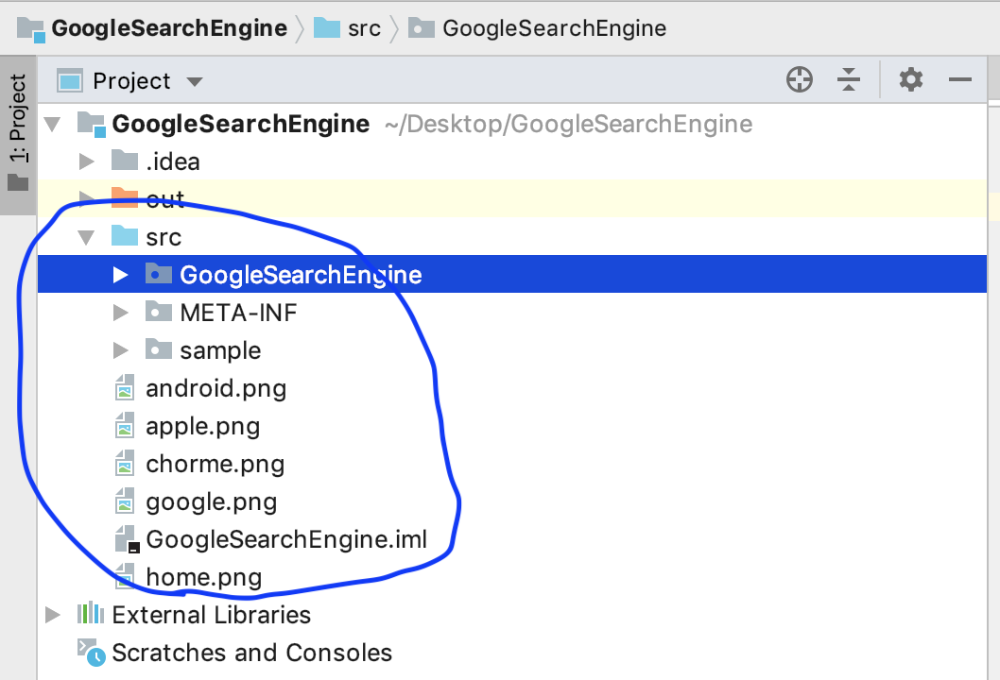 GoogleSearchEngine src GoogleSearchEngine
1: Project
Project
GoogleSearchEngine ~/Desktop/GoogleSearchEngine
.idea
out
src
GoogleSearchEngine
META-INF
sample
android.png
apple.png
chorme.png
google.png
GoogleSearchEngine.iml
home.png
External Libraries
Scratches and Consoles